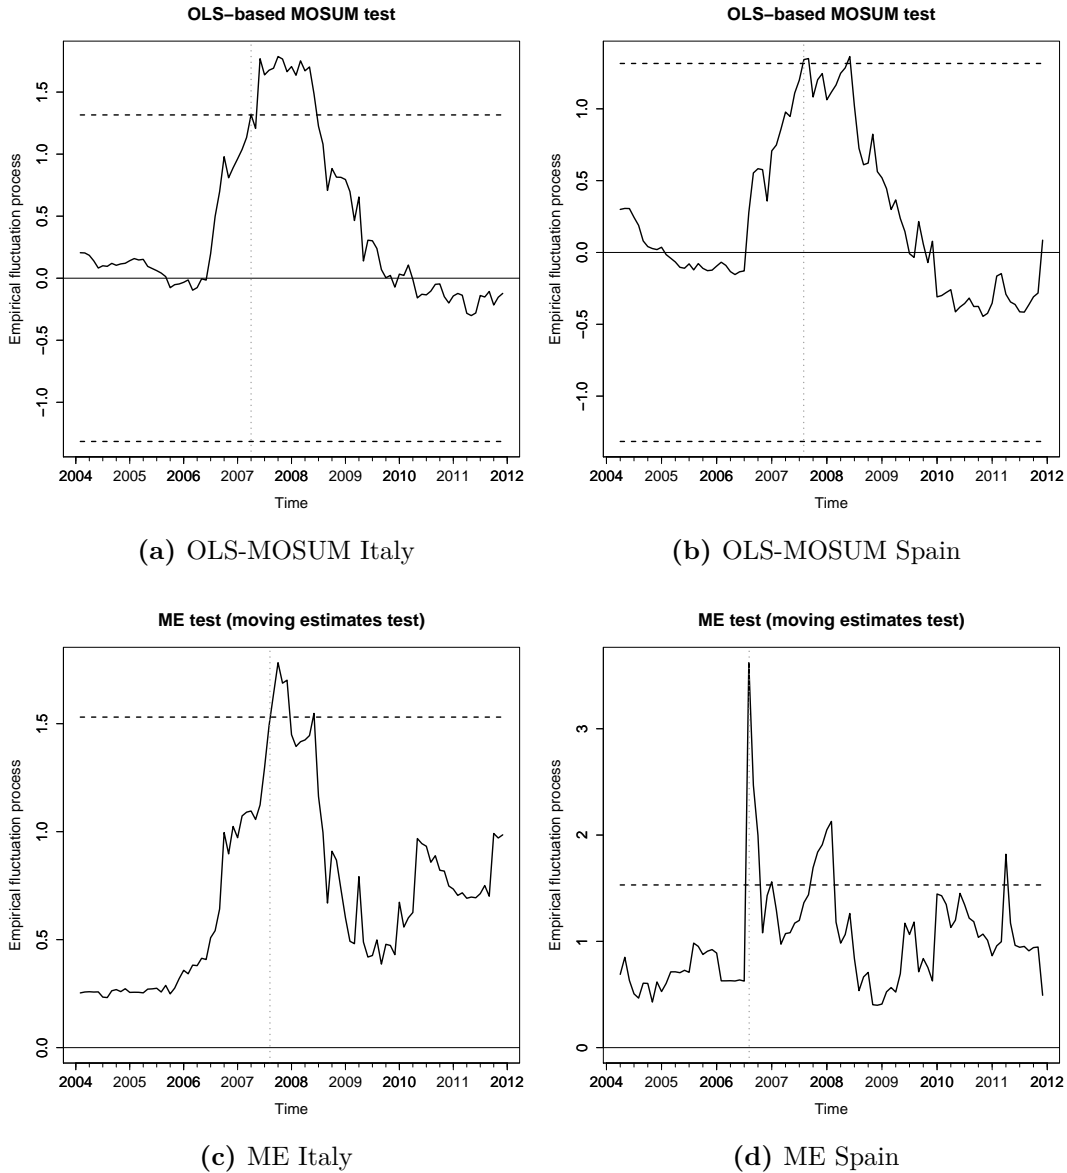 OLS−based MOSUM test
Empirical fluctuation process
1.5
1.0
0.5
0.0
−0.5
−1.0
2004 2005 2006 2007 2008 2009 2010 2011 2012
Time
(a) OLS-MOSUM Italy
OLS−based MOSUM test
Empirical fluctuation process
1.0
0.5
0.0
−0.5
−1.0
2004 2005 2006 2007 2008 2009 2010 2011 2012
Time
(b) OLS-MOSUM Spain
ME test (moving estimates test)
Empirical fluctuation process
1.5
1.0
0.5
0.0
2004 2005 2006 2007 2008 2009 2010 2011 2012
Time
(c) ME Italy
ME test (moving estimates test)
Empirical fluctuation process
3
2
1
0
2004 2005 2006 2007 2008 2009 2010 2011 2012
Time
(d) ME Spain